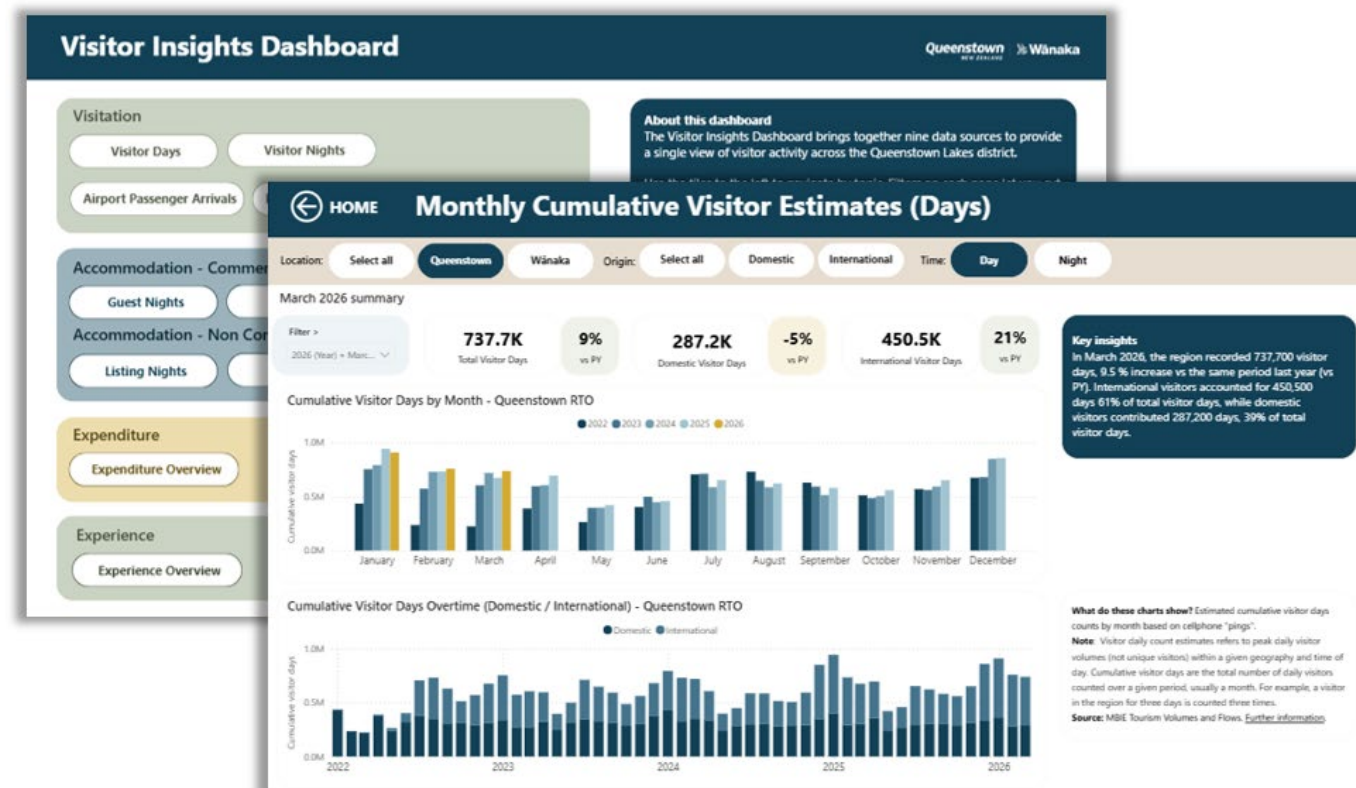 Visitor Insights Dashboard
Queenstown
NEW ZEALAND
Wānaka
Visitation
Visitor Days
Visitor Nights
Airport Passenger Arrivals
Accommodation - Commer
Guest Nights
Accommodation - Non Con
Listing Nights
Expenditure
Expenditure Overview
Experience
Experience Overview
About this dashboard
The Visitor Insights Dashboard brings together nine data sources to provide
a single view of visitor activity across the Queenstown Lakes district.
HOME
Monthly Cumulative Visitor Estimates (Days)
Location: Select all Queenstown Wānaka Origin: Select all Domestic International Time: Day Night
March 2026 summary
Filter >
2026 (Year) + Marc...
737.7K
Total Visitor Days
9%
vs PY
287.2K
Domestic Visitor Days
-5%
vs PY
450.5K
International Visitor Days
21%
vs PY
Key insights
In March 2026, the region recorded 737,700 visitor
days, 9.5 % increase vs the same period last year (vs
PY). International visitors accounted for 450,500
days 61% of total visitor days, while domestic
visitors contributed 287,200 days, 39% of total
visitor days.
Cumulative Visitor Days by Month - Queenstown RTO
2022 2023 2024 2025 2026
Cumulative visitor days
1.0M
0.5M
0.0M
January February March April May June July August September October November December
Cumulative Visitor Days Overtime (Domestic / International) - Queenstown RTO
Domestic International
Cumulative visitor days
1.0M
0.5M
0.0M
2022 2023 2024 2025 2026
What do these charts show? Estimated cumulative visitor days
counts by month based on cellphone "pings".
Note: Visitor daily count estimates refers to peak daily visitor
volumes (not unique visitors) within a given geography and time of
day. Cumulative visitor days are the total number of daily visitors
counted over a given period, usually a month. For example, a visitor
in the region for three days is counted three times.
Source: MBIE Tourism Volumes and Flows. Further information.